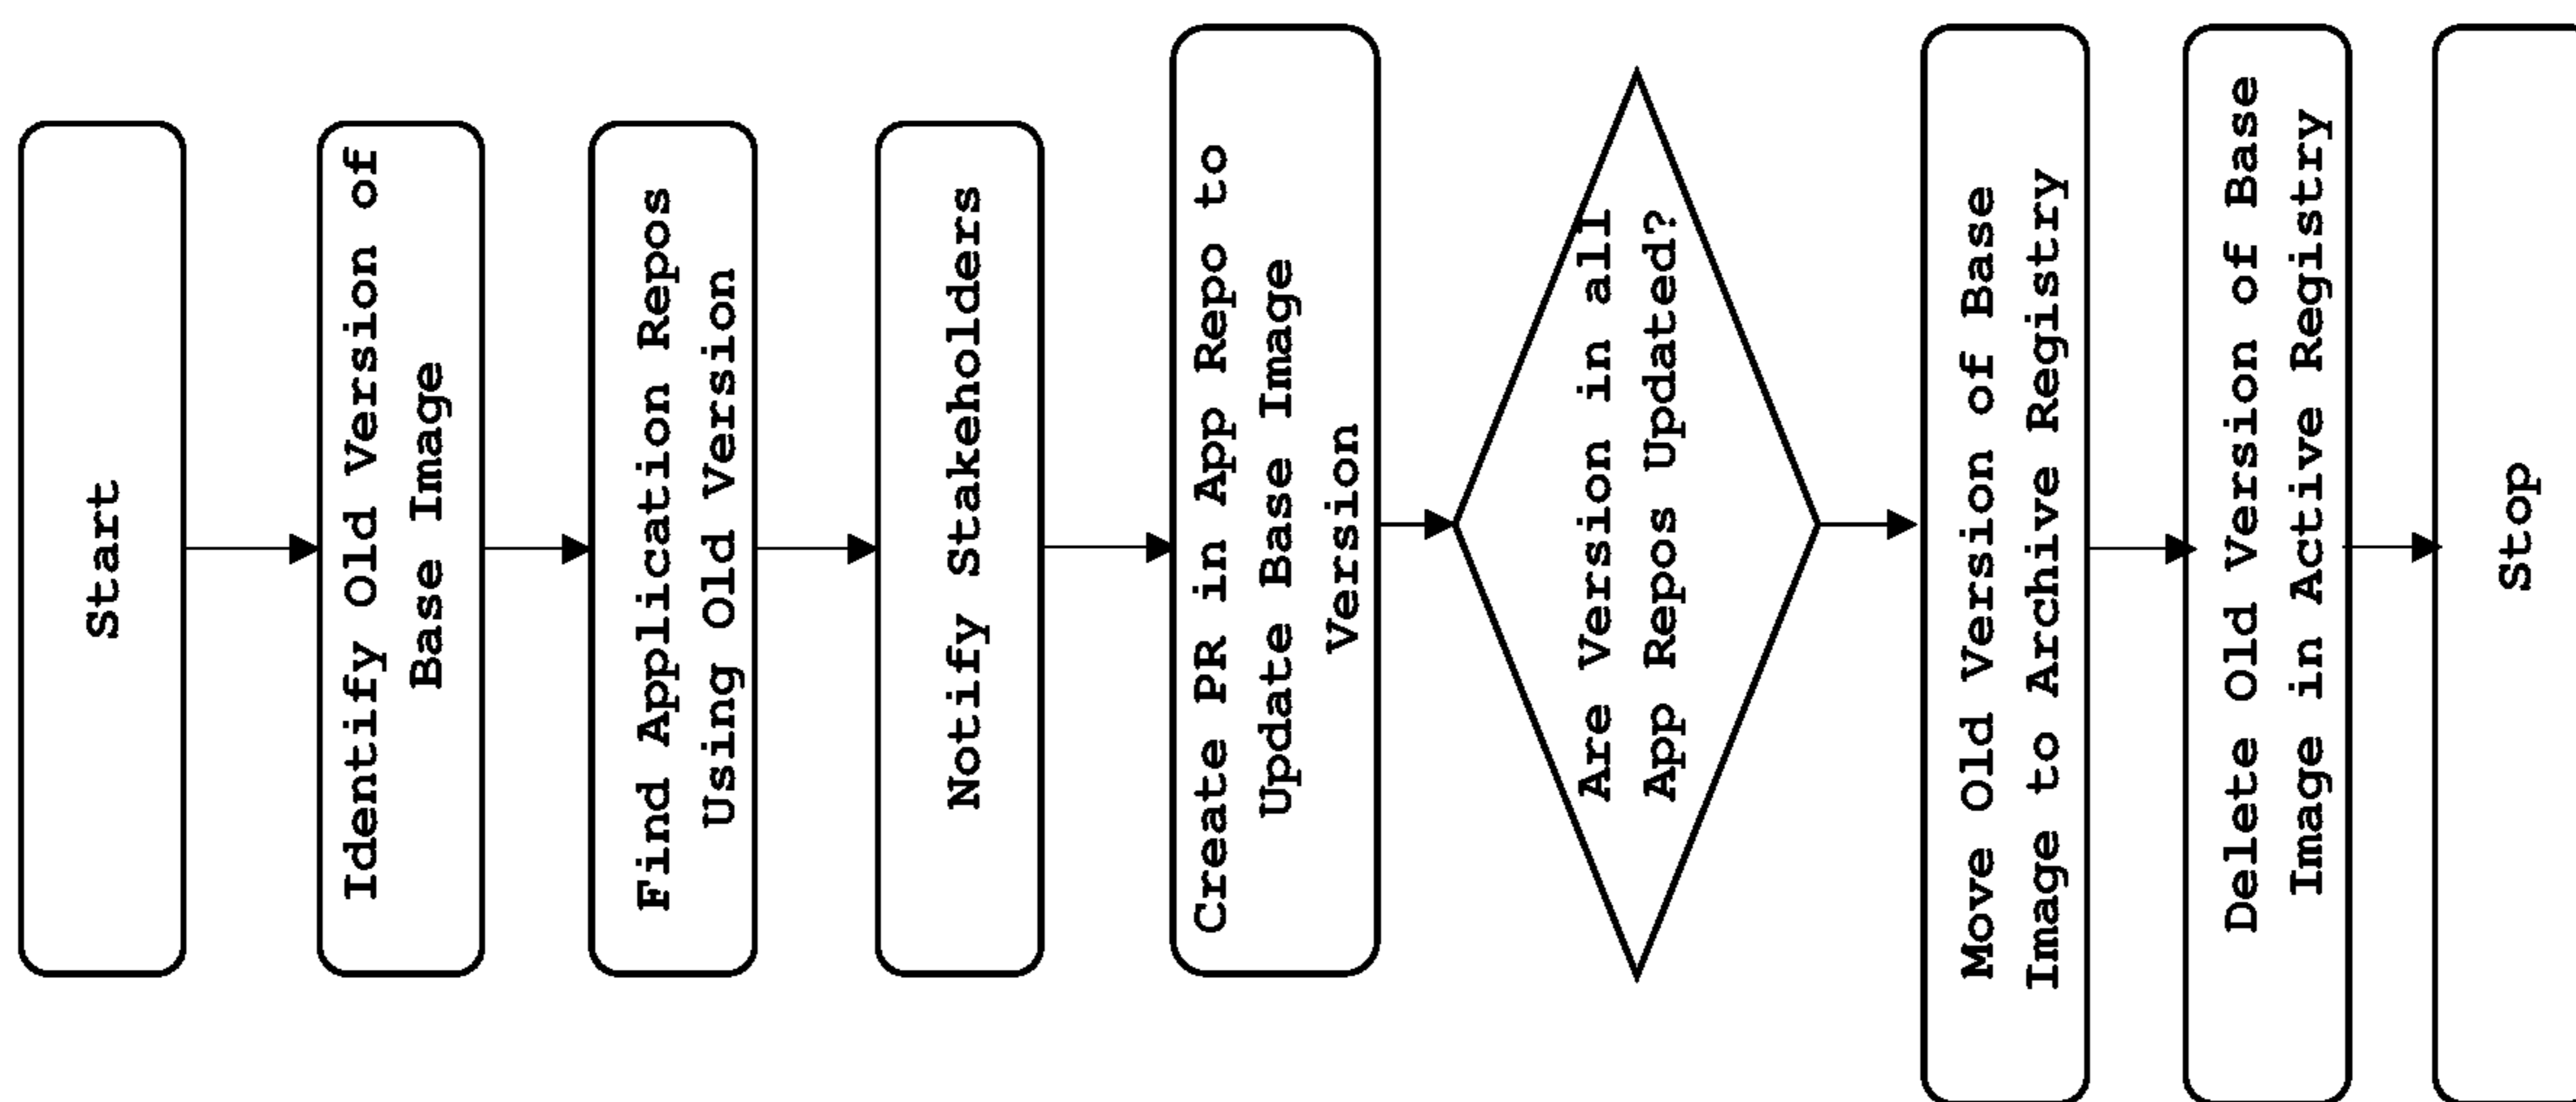 Start
Identify Old Version of
Base Image
Find Application Repos
Using Old Version
Notify Stakeholders
Create PR in App Repo to
Update Base Image
Version
Are Version in all
App Repos Updated?
Move Old Version of Base
Image to Archive Registry
Delete Old Version of Base
Image in Active Registry
Stop